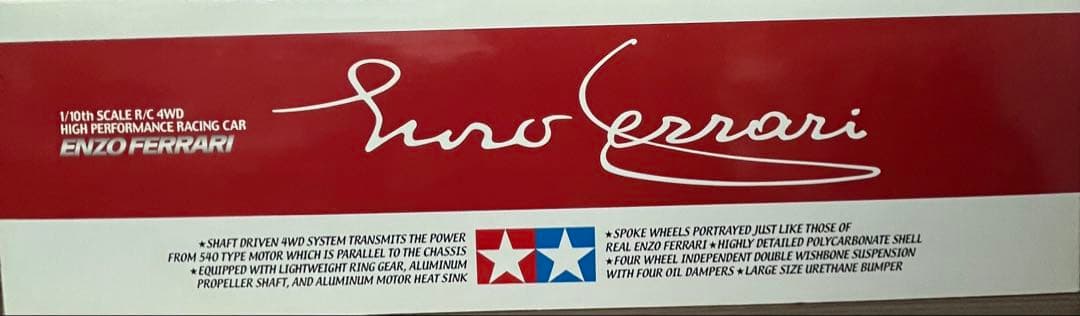 1/10th SCALE R/C 4WD
HIGH PERFORMANCE RACING CAR
ENZO FERRARI
Enzo Ferrari
★SHAFT DRIVEN 4WD SYSTEM TRANSMITS THE POWER
FROM 540 TYPE MOTOR WHICH IS PARALLEL TO THE CHASSIS
★EQUIPPED WITH LIGHTWEIGHT RING GEAR, ALUMINUM
PROPELLER SHAFT, AND ALUMINUM MOTOR HEAT SINK
★SPOKE WHEELS PORTRAYED JUST LIKE THOSE OF
REAL ENZO FERRARI ★HIGHLY DETAILED POLYCARBONATE SHELL
★FOUR WHEEL INDEPENDENT DOUBLE WISHBONE SUSPENSION
WITH FOUR OIL DAMPERS ★LARGE SIZE URETHANE BUMPER